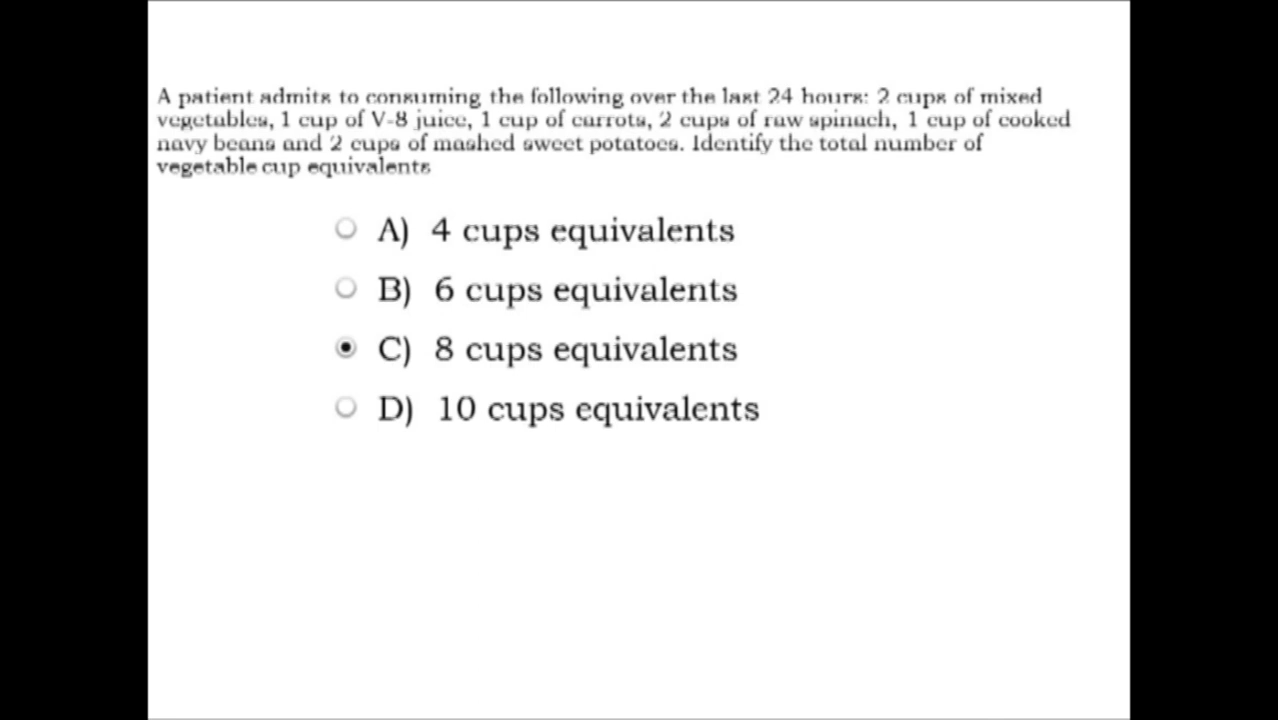 A patient admits to consuming the following over the last 24 hours: 2 cups of mixed
vegetables, 1 cup of V-8 juice, 1 cup of carrots, 2 cups of raw spinach, 1 cup of cooked
navy beans and 2 cups of mashed sweet potatoes. Identify the total number of
vegetable cup equivalents
A) 4 cups equivalents
B) 6 cups equivalents
C) 8 cups equivalents
D) 10 cups equivalents